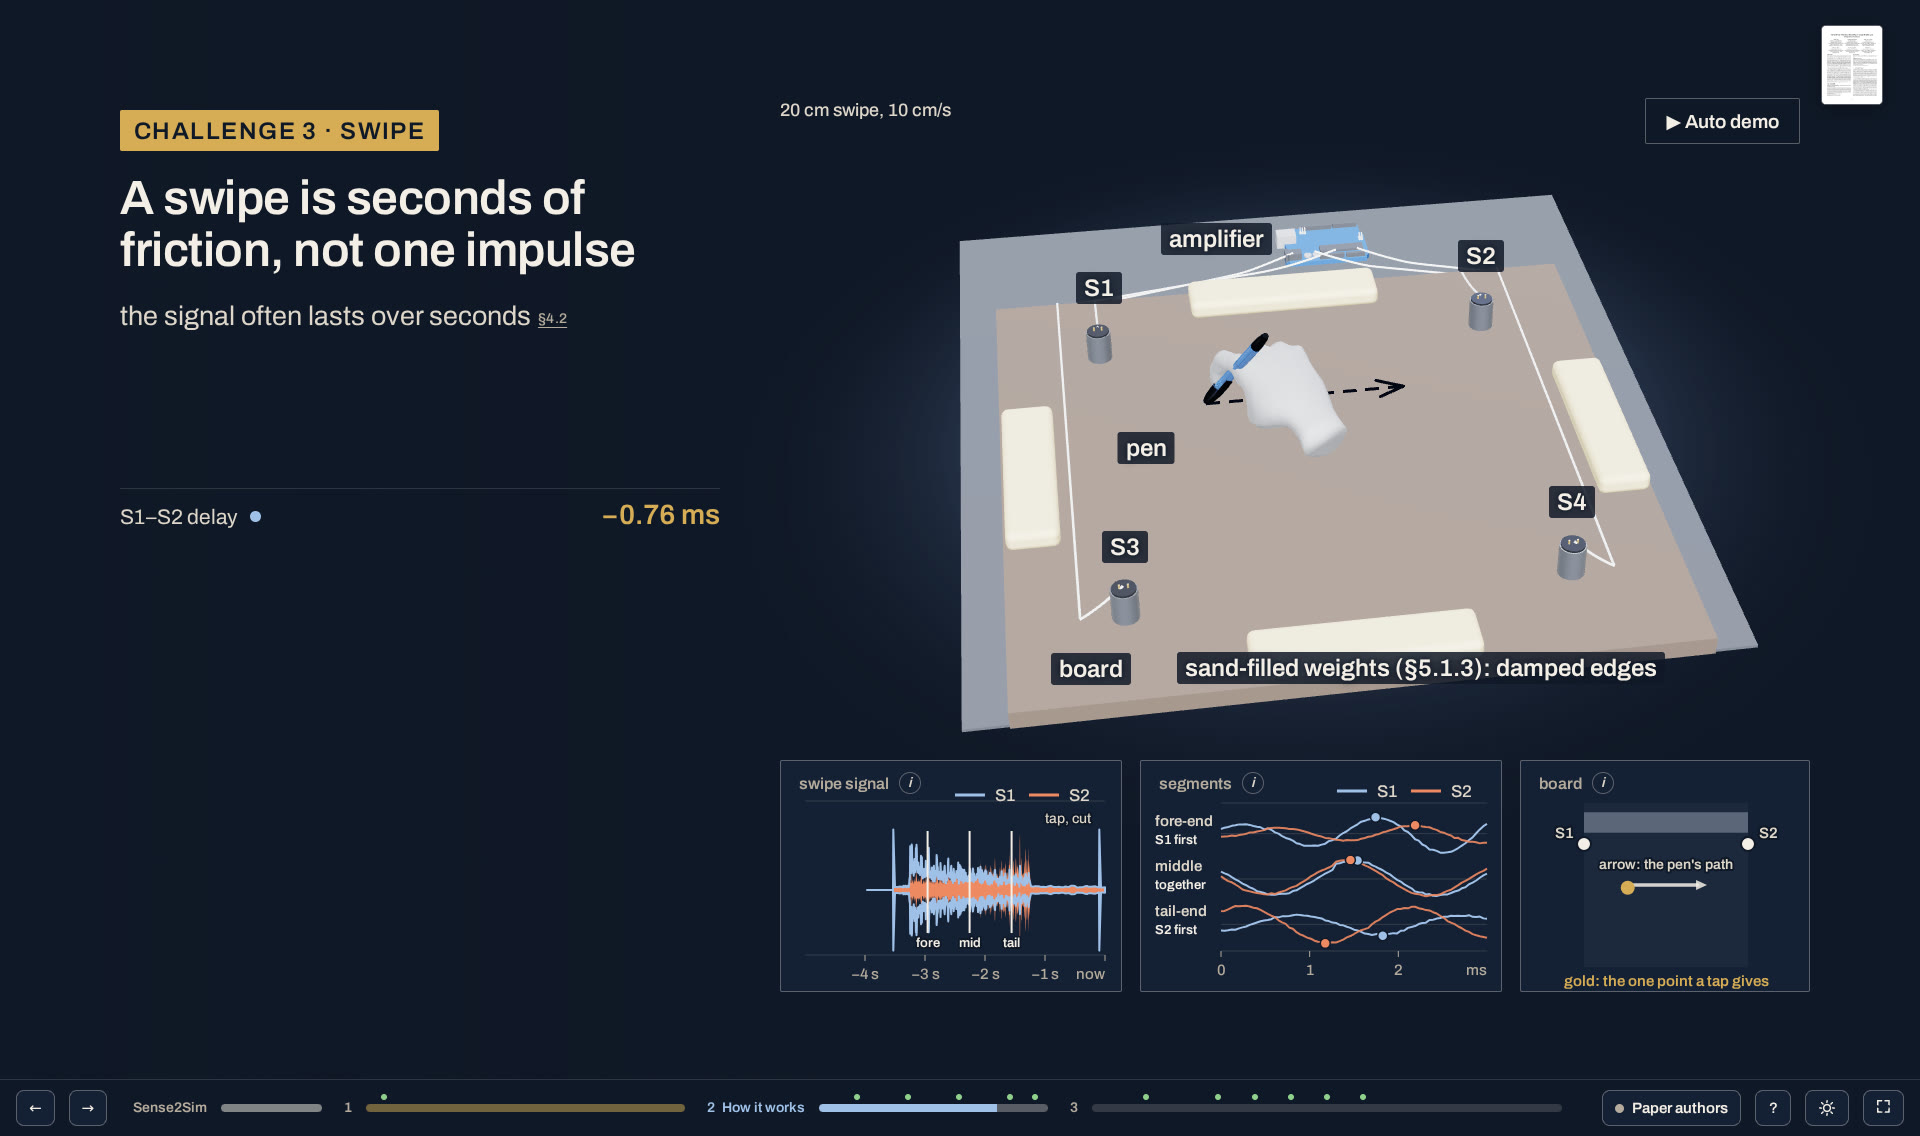 CHALLENGE 3 · SWIPE
A swipe is seconds of
friction, not one impulse
the signal often lasts over seconds §4.2
S1–S2 delay
−0.76 ms
20 cm swipe, 10 cm/s
▶ Auto demo
amplifier
S1
S2
pen
S3
S4
board
sand-filled weights (§5.1.3): damped edges
swipe signal i
S1 S2
tap, cut
fore mid tail
−4 s −3 s −2 s −1 s now
segments i
S1 S2
fore-end
S1 first
middle
together
tail-end
S2 first
0 1 2 ms
board i
S1 S2
arrow: the pen's path
gold: the one point a tap gives
← → Sense2Sim 1 2 How it works 3 Paper authors ?